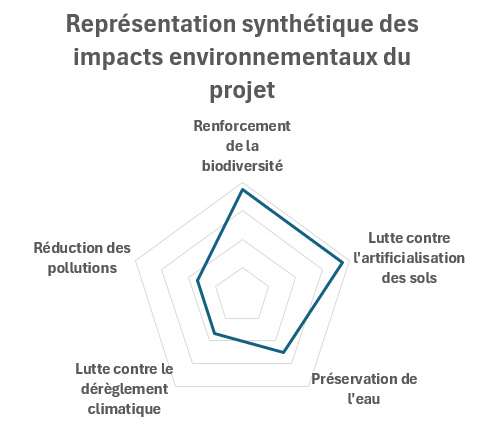 Représentation synthétique des
impacts environnementaux du
projet
Renforcement
de la
biodiversité
Lutte contre
l'artificialisation
des sols
Préservation de
l'eau
Lutte contre le
dérèglement
climatique
Réduction des
pollutions